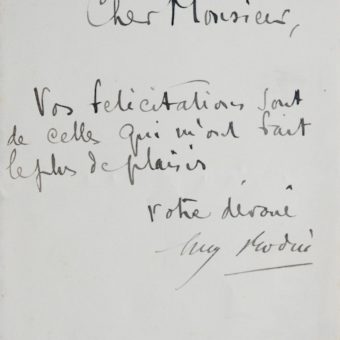 Cher Monsieur,
Vos felicitations sont
de celles qui m'ont fait
le plus de plaisir
votre dévoué
Aug Rodin